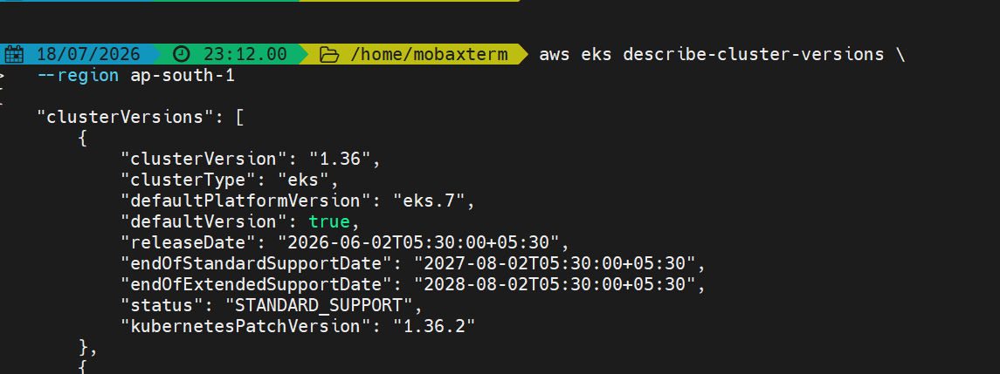 18/07/2026 23:12.00 /home/mobaxterm aws eks describe-cluster-versions \
> --region ap-south-1
{
"clusterVersions": [
{
"clusterVersion": "1.36",
"clusterType": "eks",
"defaultPlatformVersion": "eks.7",
"defaultVersion": true,
"releaseDate": "2026-06-02T05:30:00+05:30",
"endOfStandardSupportDate": "2027-08-02T05:30:00+05:30",
"endOfExtendedSupportDate": "2028-08-02T05:30:00+05:30",
"status": "STANDARD_SUPPORT",
"kubernetesPatchVersion": "1.36.2"
},
{